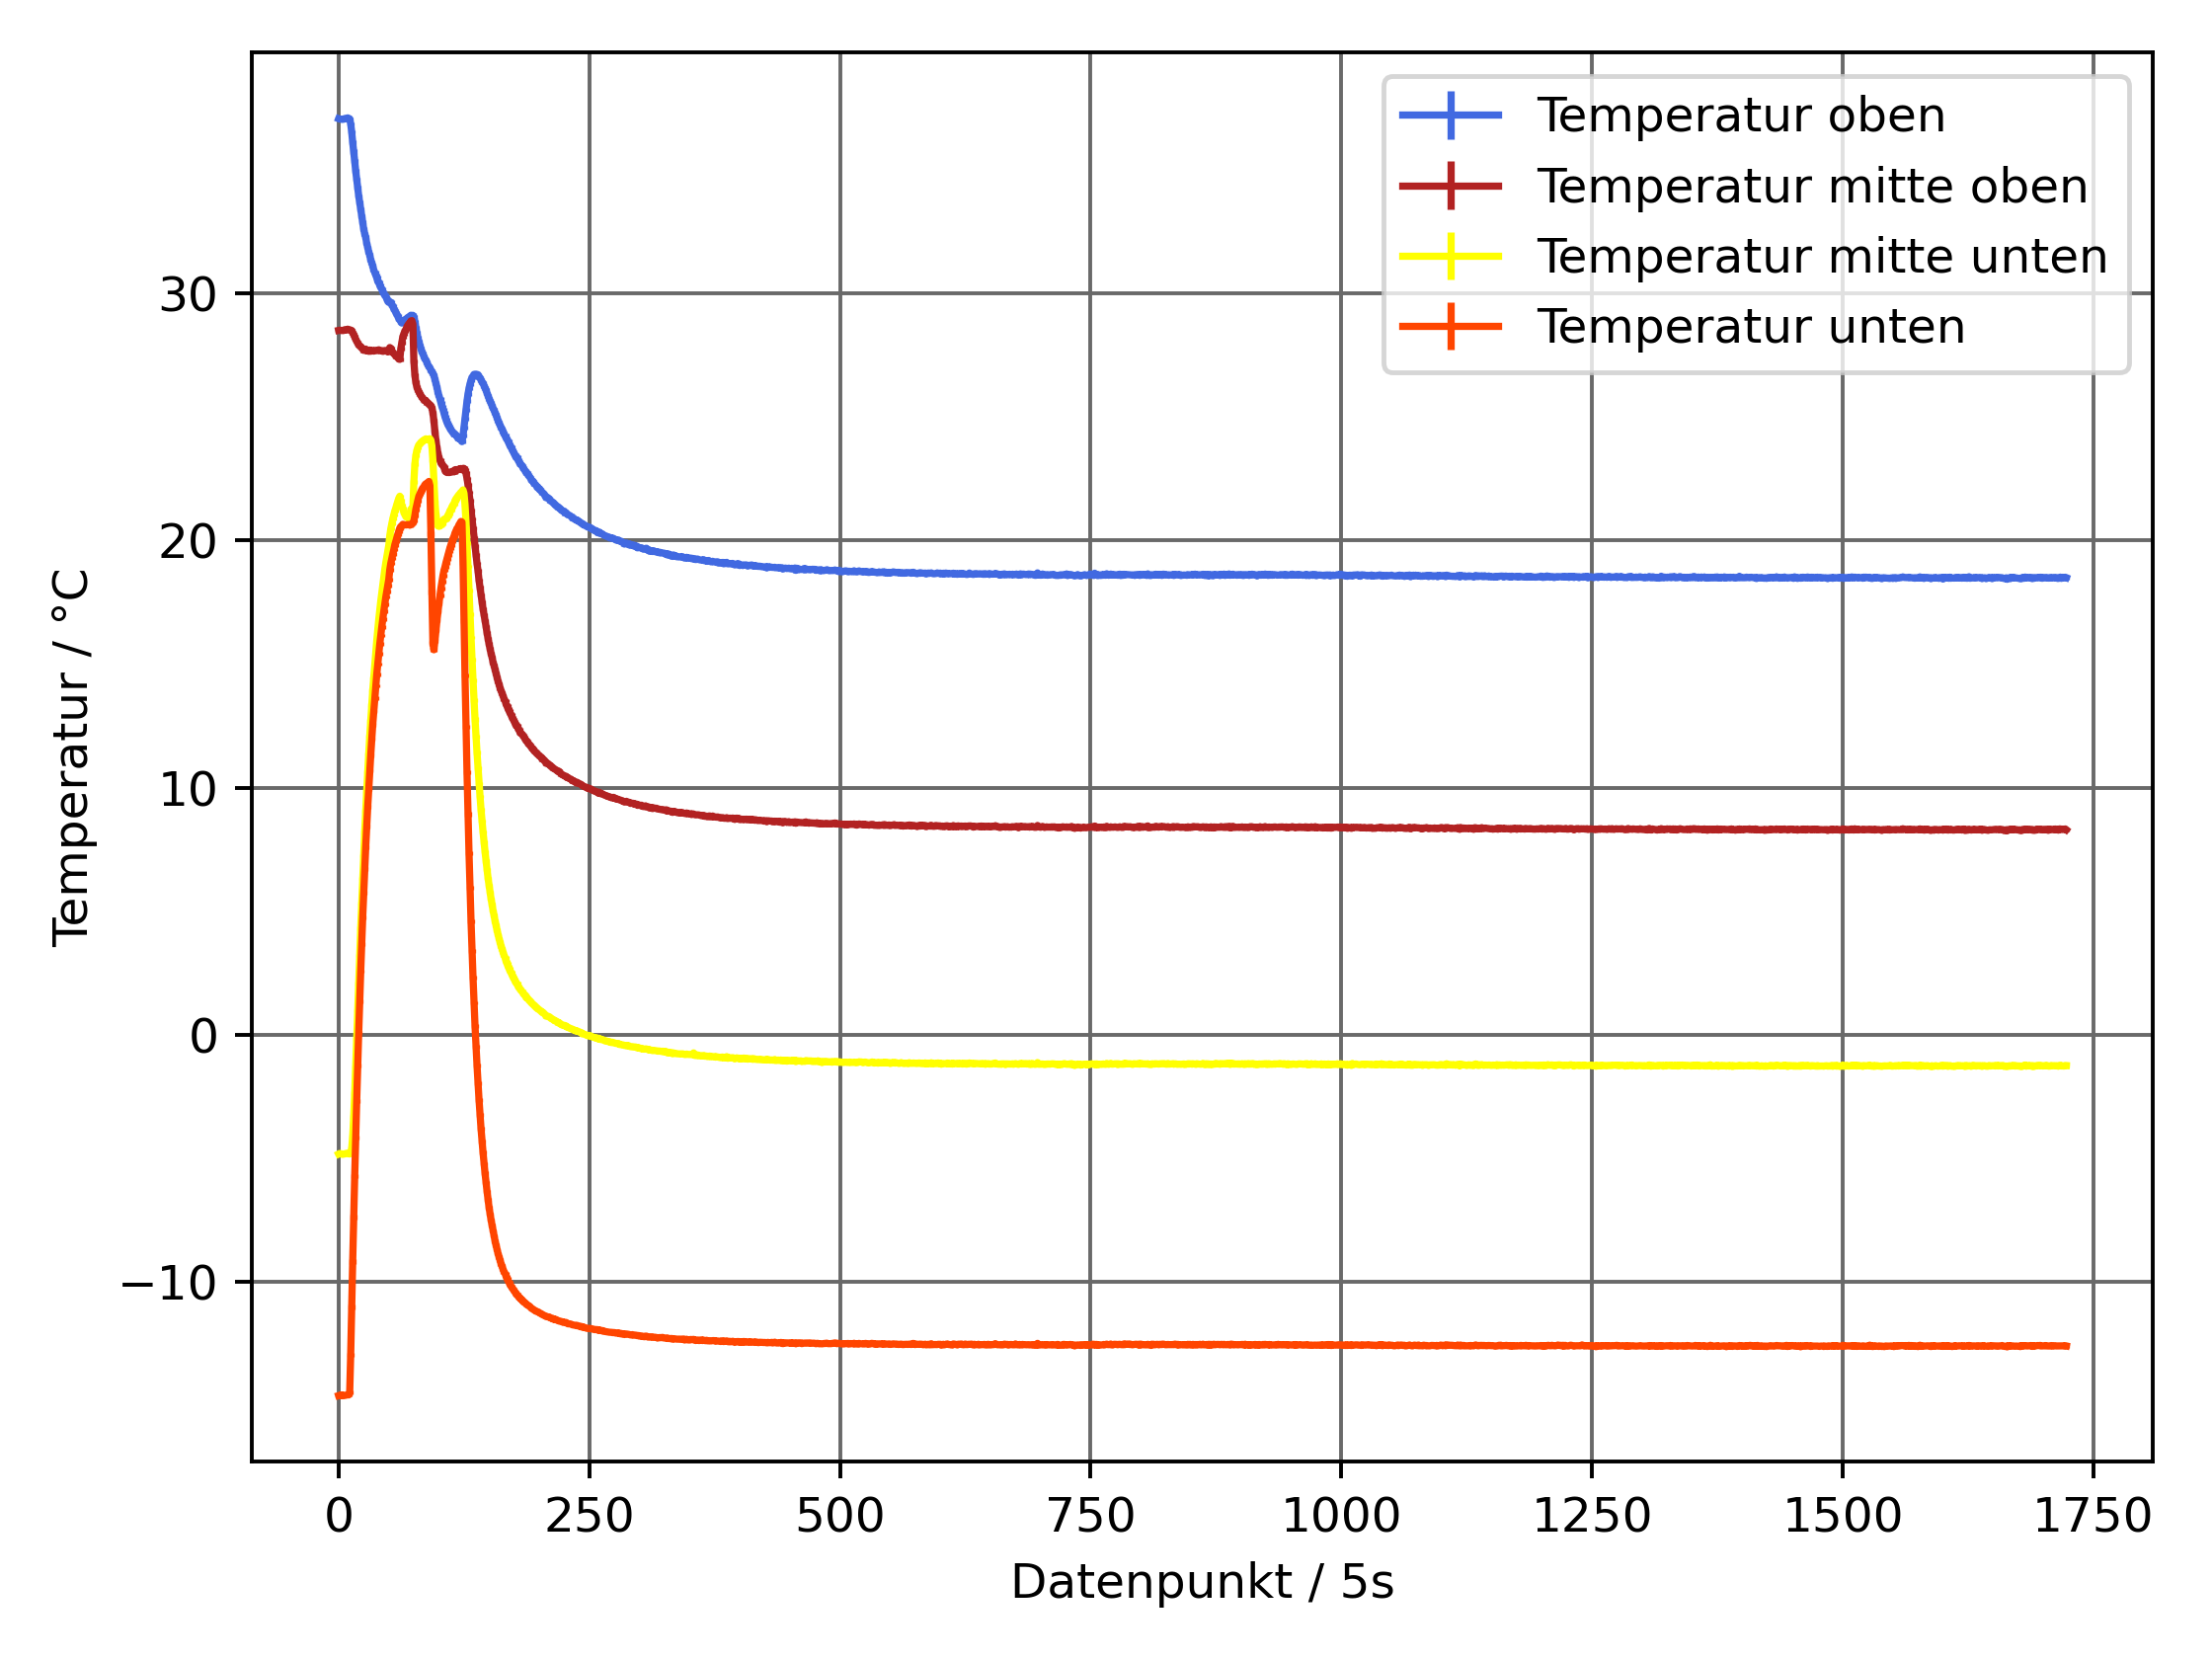 Temperatur oben
Temperatur mitte oben
Temperatur mitte unten
Temperatur unten
30
20
10
0
−10
Temperatur / °C
0 250 500 750 1000 1250 1500 1750
Datenpunkt / 5s